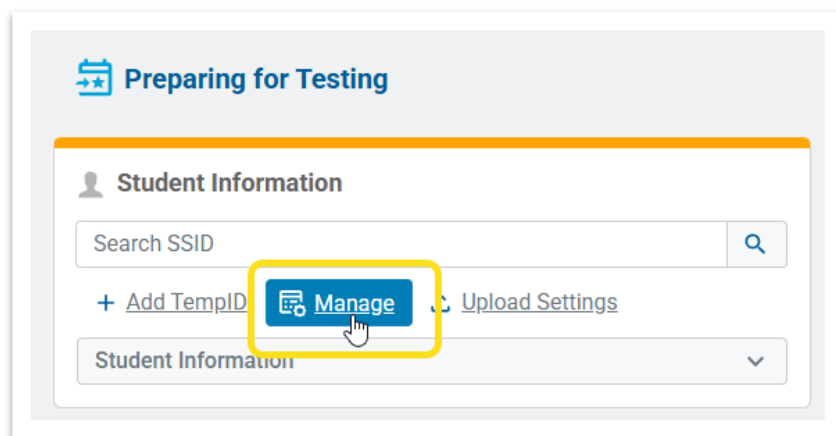 Preparing for Testing
Student Information
Search SSID
Add TempID Manage Upload Settings
Student Information